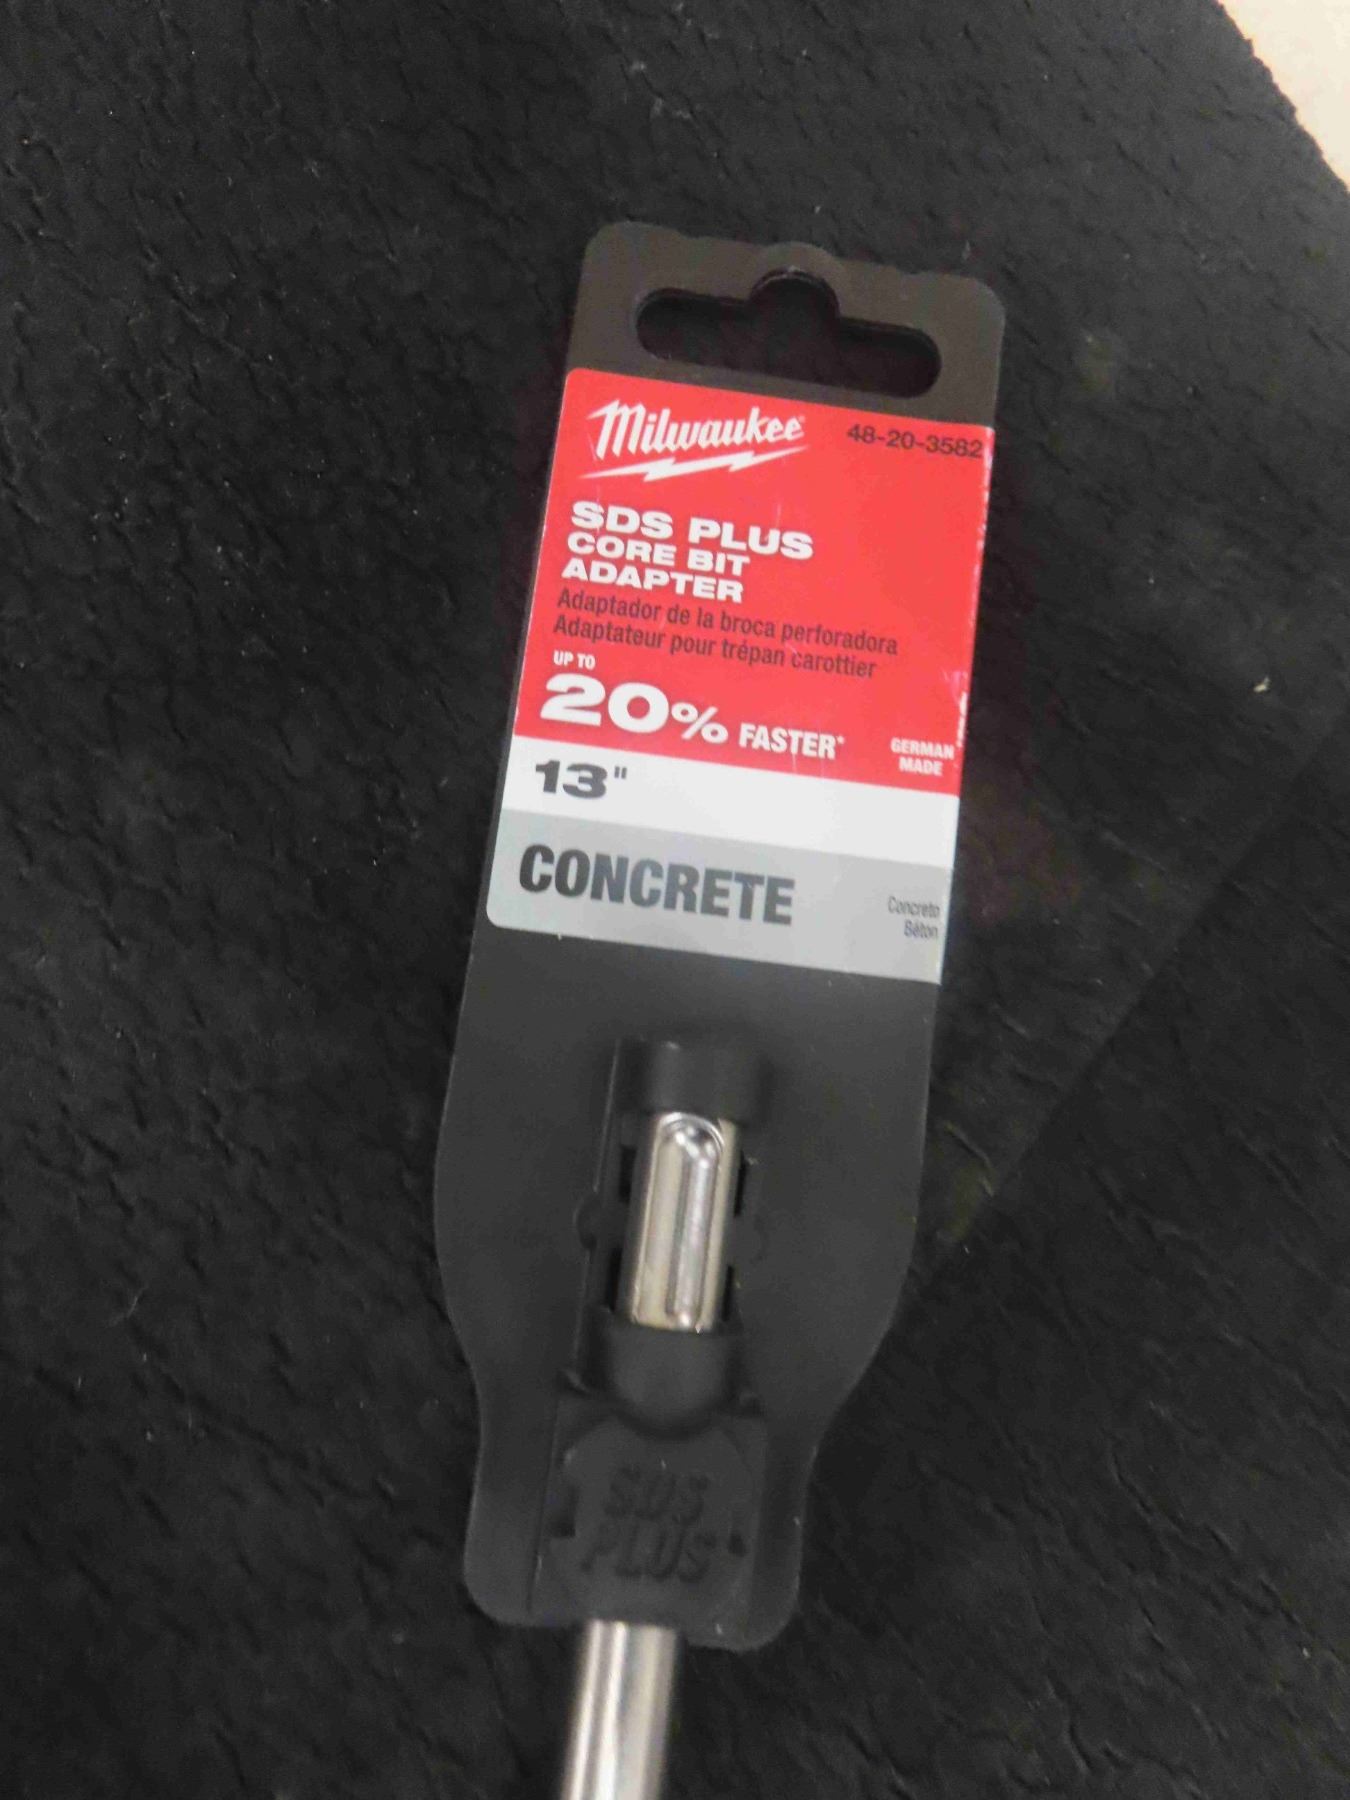 Milwaukee
48-20-3582
SDS PLUS
CORE BIT
ADAPTER
Adaptador de la broca perforadora
Adaptateur pour trépan carottier
UP TO
20% FASTER*
GERMAN
MADE
13"
CONCRETE
Concreto
Béton
SDS
PLUS